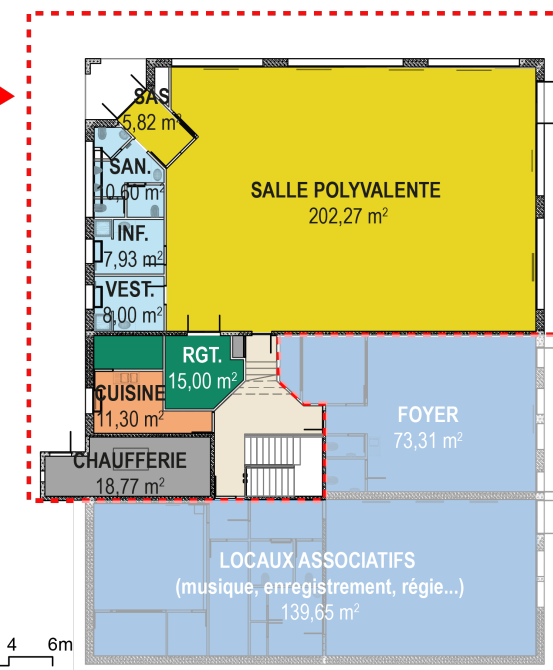 SAS
5,82 m²
SAN.
10,60 m²
SALLE POLYVALENTE
202,27 m²
INF.
7,93 m²
VEST.
8,00 m²
RGT.
15,00 m²
CUISINE
11,30 m²
FOYER
73,31 m²
CHAUFFERIE
18,77 m²
LOCAUX ASSOCIATIFS
(musique, enregistrement, régie...)
139,65 m²
4 6m